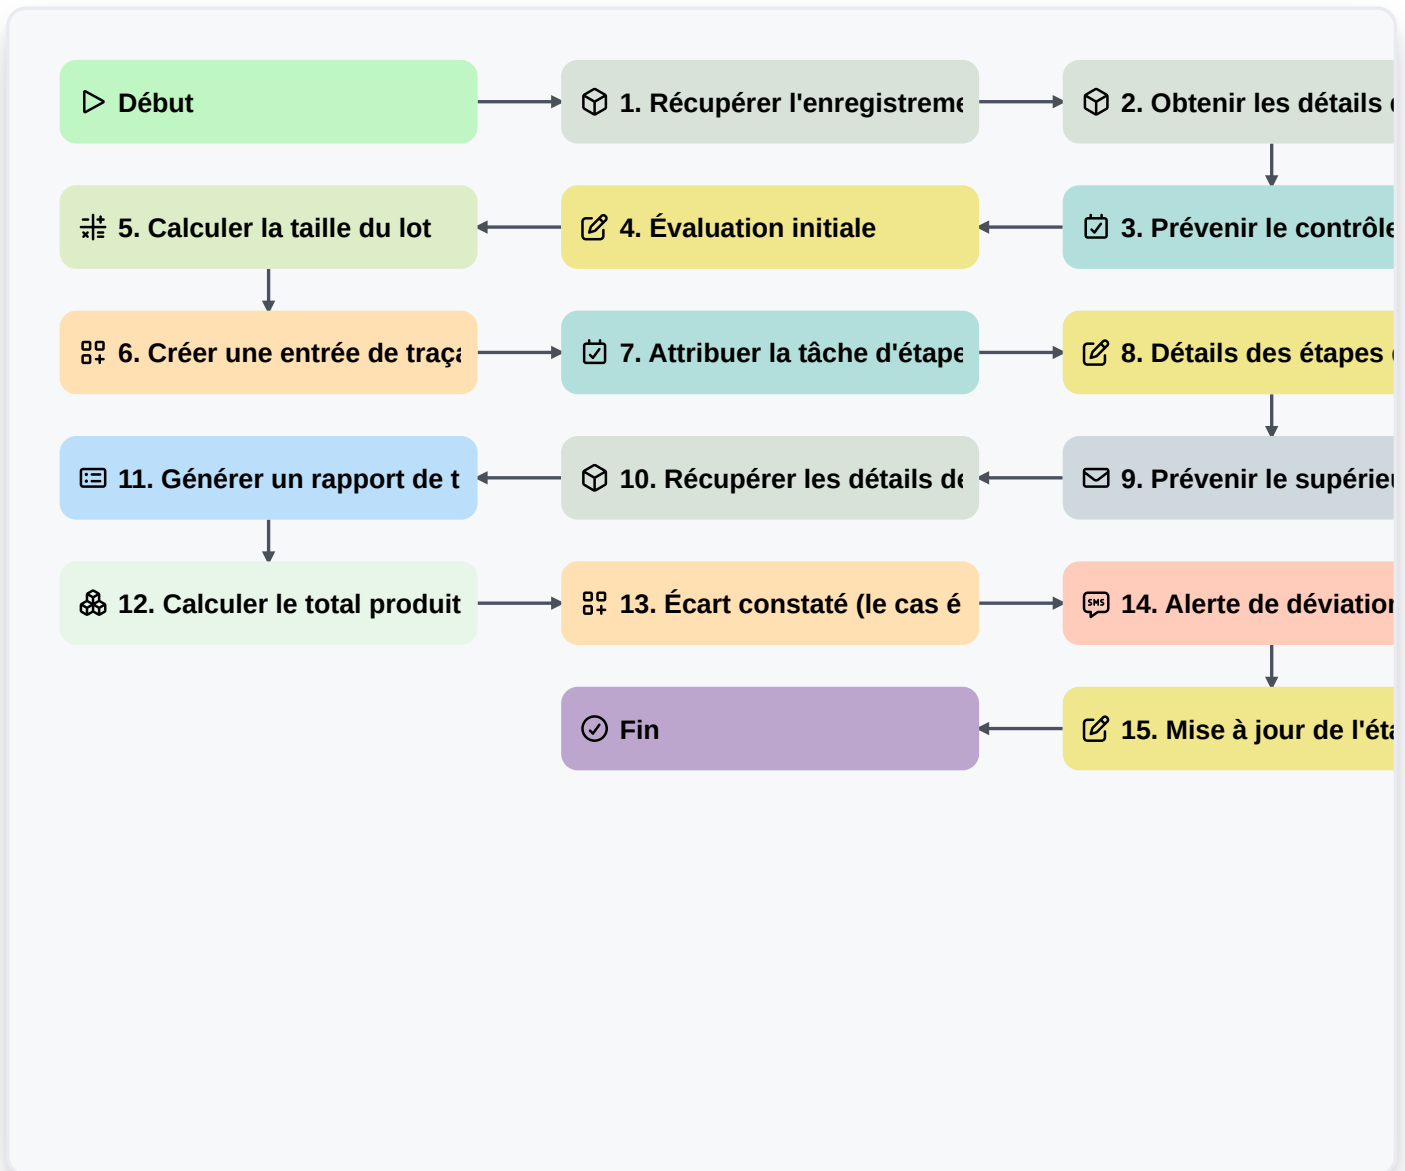 Début
1. Récupérer l'enregistreme
2. Obtenir les détails
3. Prévenir le contrôle
4. Évaluation initiale
5. Calculer la taille du lot
6. Créer une entrée de traça
7. Attribuer la tâche d'étape
8. Détails des étapes
9. Prévenir le supérieu
10. Récupérer les détails de
11. Générer un rapport de t
12. Calculer le total produit
13. Écart constaté (le cas é
14. Alerte de déviation
SMS
15. Mise à jour de l'éta
Fin